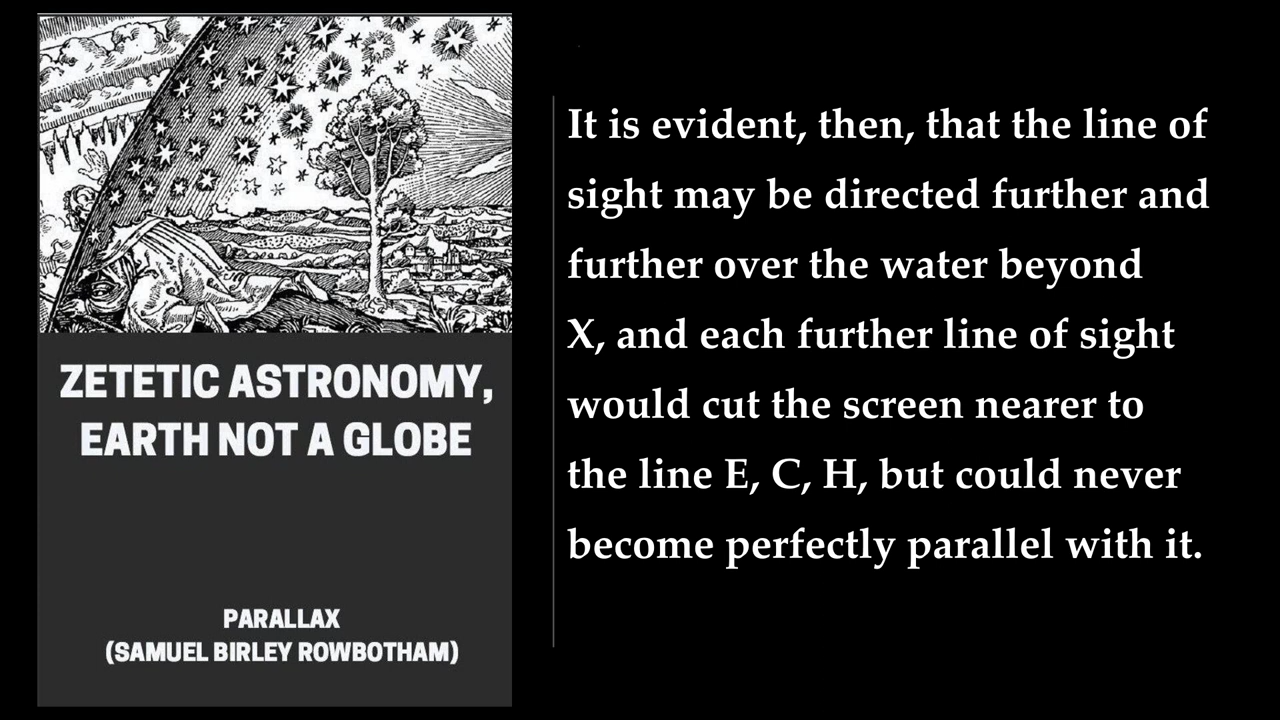 ZETETIC ASTRONOMY,
EARTH NOT A GLOBE
PARALLAX
(SAMUEL BIRLEY ROWBOTHAM)
It is evident, then, that the line of
sight may be directed further and
further over the water beyond
X, and each further line of sight
would cut the screen nearer to
the line E, C, H, but could never
become perfectly parallel with it.